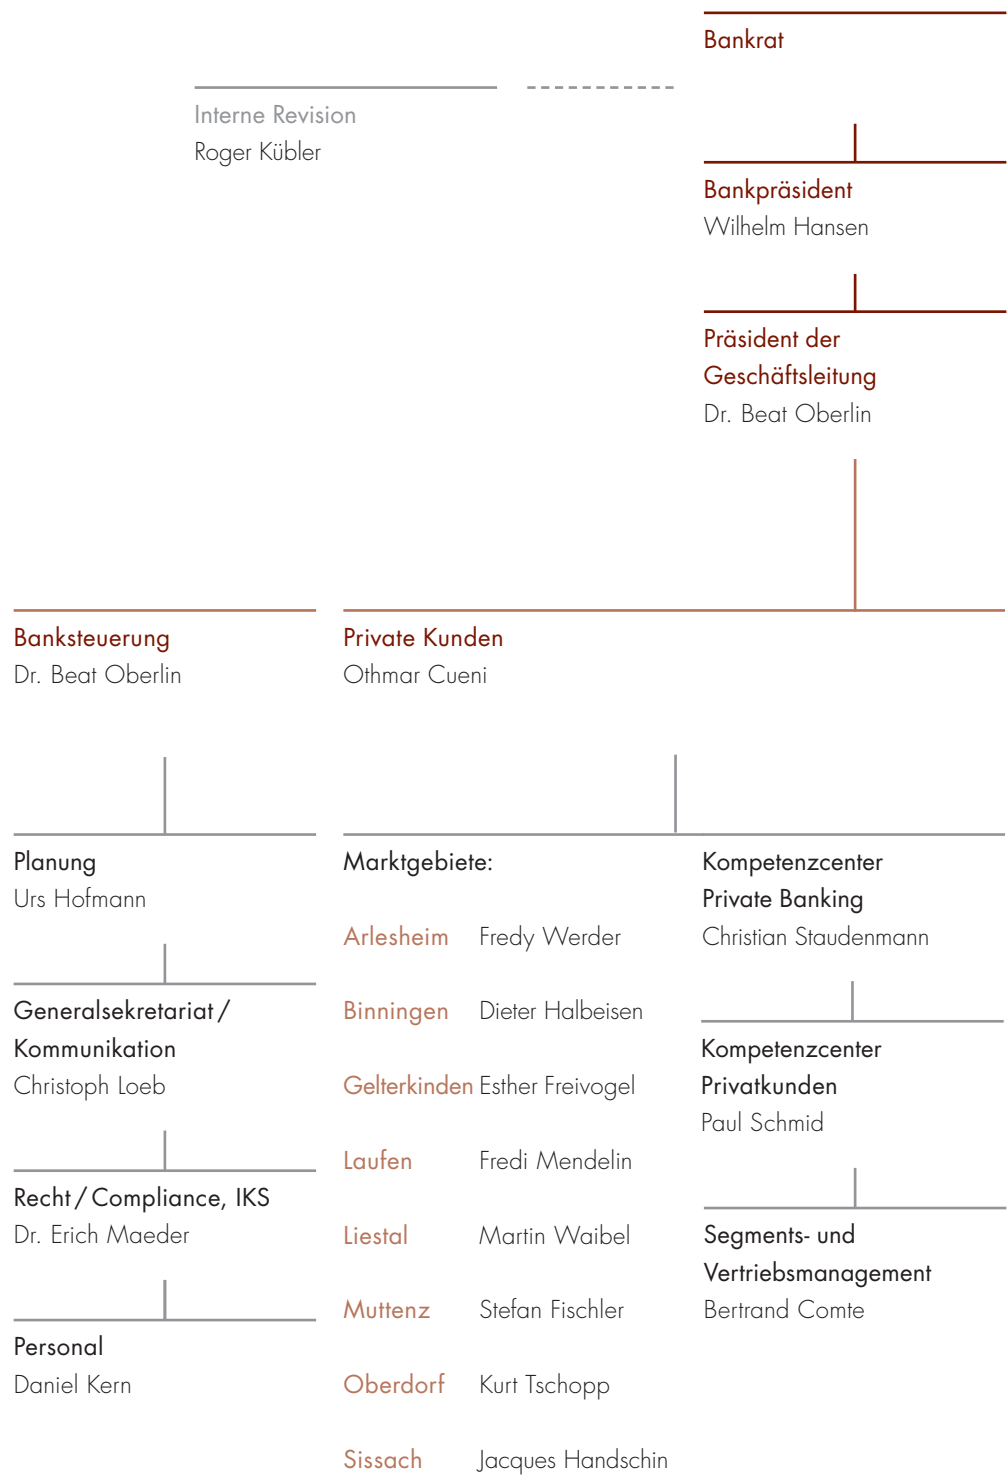 Bankrat
Interne Revision
Roger Kübler
Bankpräsident
Wilhelm Hansen
Präsident der
Geschäftsleitung
Dr. Beat Oberlin
Banksteuerung
Dr. Beat Oberlin
Private Kunden
Othmar Cueni
Planung
Urs Hofmann
Generalsekretariat /
Kommunikation
Christoph Loeb
Recht / Compliance, IKS
Dr. Erich Maeder
Personal
Daniel Kern
Marktgebiete:
Arlesheim Fredy Werder
Binningen Dieter Halbeisen
Gelterkinden Esther Freivogel
Laufen Fredi Mendelin
Liestal Martin Waibel
Muttenz Stefan Fischler
Oberdorf Kurt Tschopp
Sissach Jacques Handschin
Kompetenzcenter
Private Banking
Christian Staudenmann
Kompetenzcenter
Privatkunden
Paul Schmid
Segments- und
Vertriebsmanagement
Bertrand Comte